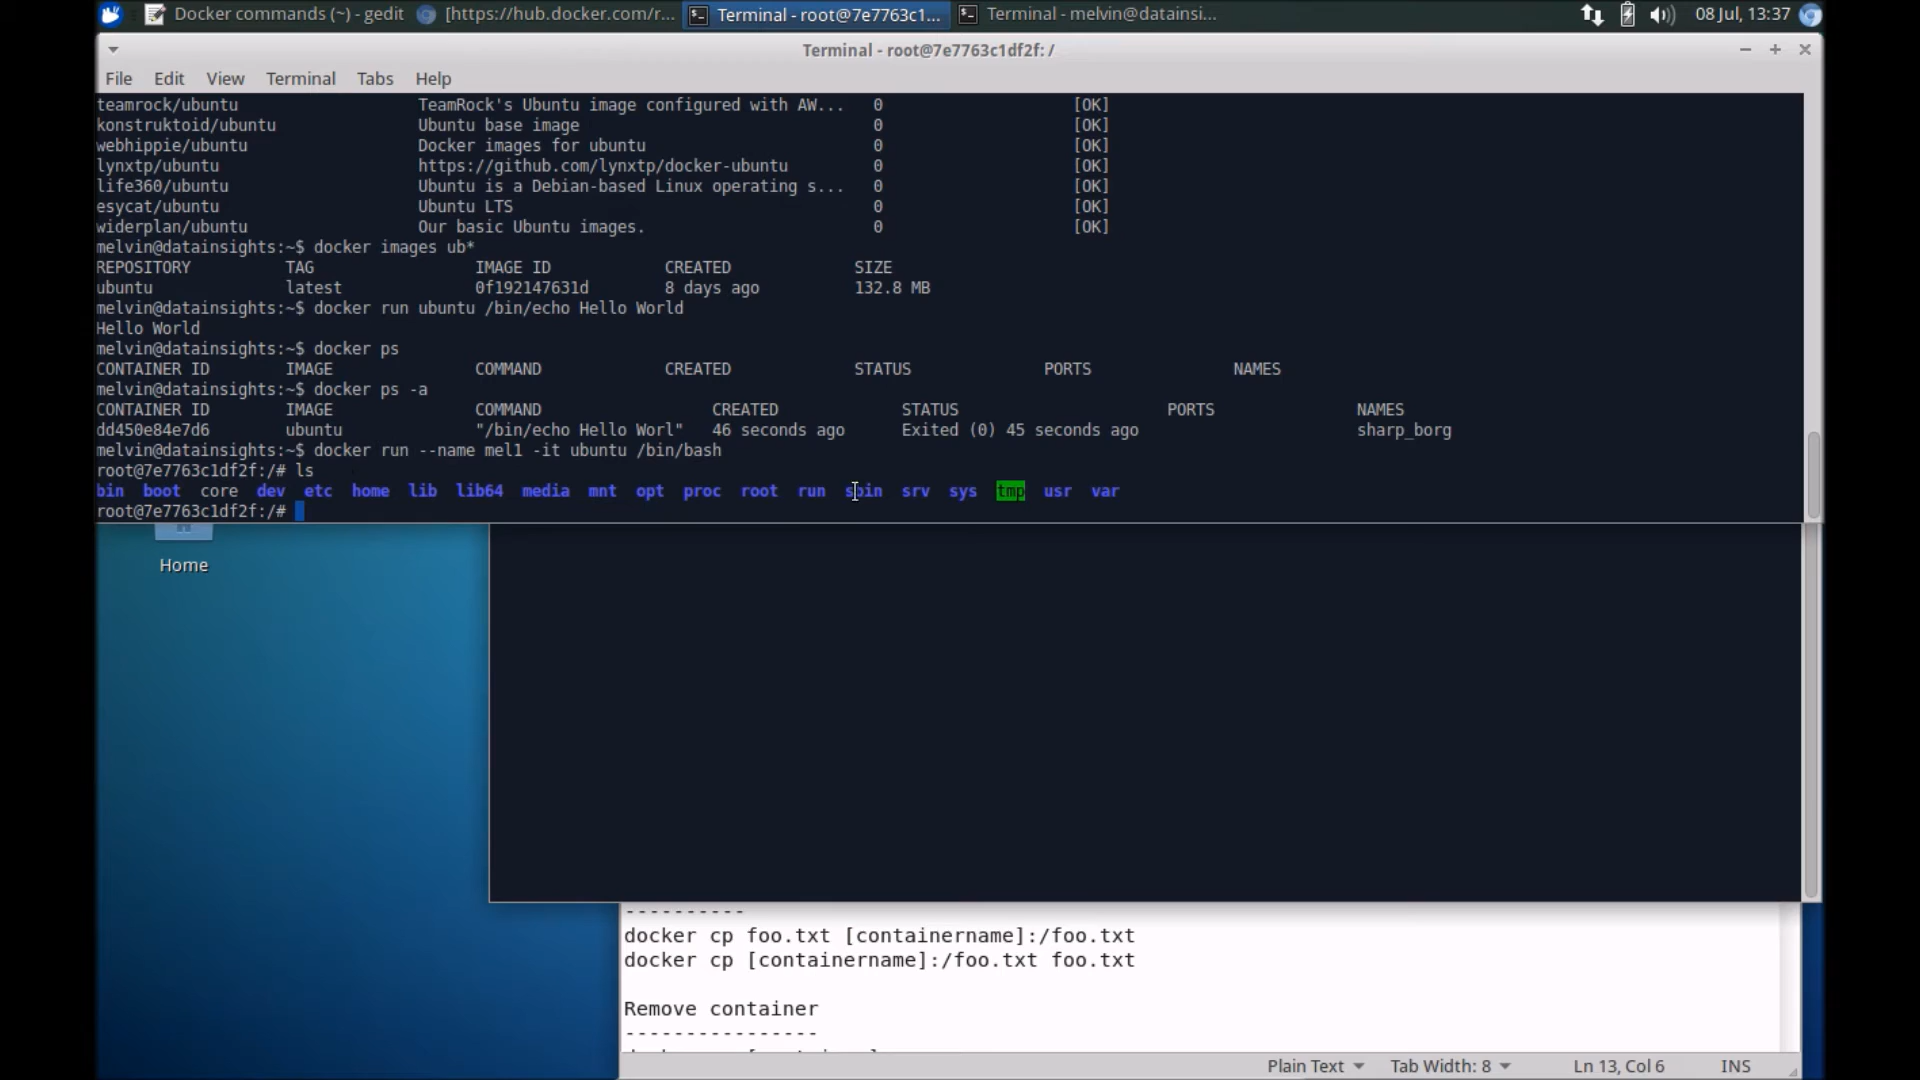 Docker commands (~) - gedit [https://hub.docker.com/r... Terminal - root@7e7763c1... Terminal - melvin@datainsi... 08 Jul, 13:37
Terminal - root@7e7763c1df2f: /
File Edit View Terminal Tabs Help
teamrock/ubuntu TeamRock's Ubuntu image configured with AW... 0 [OK]
konstruktoid/ubuntu Ubuntu base image 0 [OK]
webhippie/ubuntu Docker images for ubuntu 0 [OK]
lynxtp/ubuntu https://github.com/lynxtp/docker-ubuntu 0 [OK]
life360/ubuntu Ubuntu is a Debian-based Linux operating s... 0 [OK]
esycat/ubuntu Ubuntu LTS 0 [OK]
widerplan/ubuntu Our basic Ubuntu images. 0 [OK]
melvin@datainsights:~$ docker images ub*
REPOSITORY TAG IMAGE ID CREATED SIZE
ubuntu latest 0f192147631d 8 days ago 132.8 MB
melvin@datainsights:~$ docker run ubuntu /bin/echo Hello World
Hello World
melvin@datainsights:~$ docker ps
CONTAINER ID IMAGE COMMAND CREATED STATUS PORTS NAMES
melvin@datainsights:~$ docker ps -a
CONTAINER ID IMAGE COMMAND CREATED STATUS PORTS NAMES
dd450e84e7d6 ubuntu "/bin/echo Hello Worl" 46 seconds ago Exited (0) 45 seconds ago sharp_borg
melvin@datainsights:~$ docker run --name mel1 -it ubuntu /bin/bash
root@7e7763c1df2f:/# ls
bin boot core dev etc home lib lib64 media mnt opt proc root run sbin srv sys tmp usr var
root@7e7763c1df2f:/#
Home
----------
docker cp foo.txt [containername]:/foo.txt
docker cp [containername]:/foo.txt foo.txt
Remove container
----------------
Plain Text Tab Width: 8 Ln 13, Col 6 INS